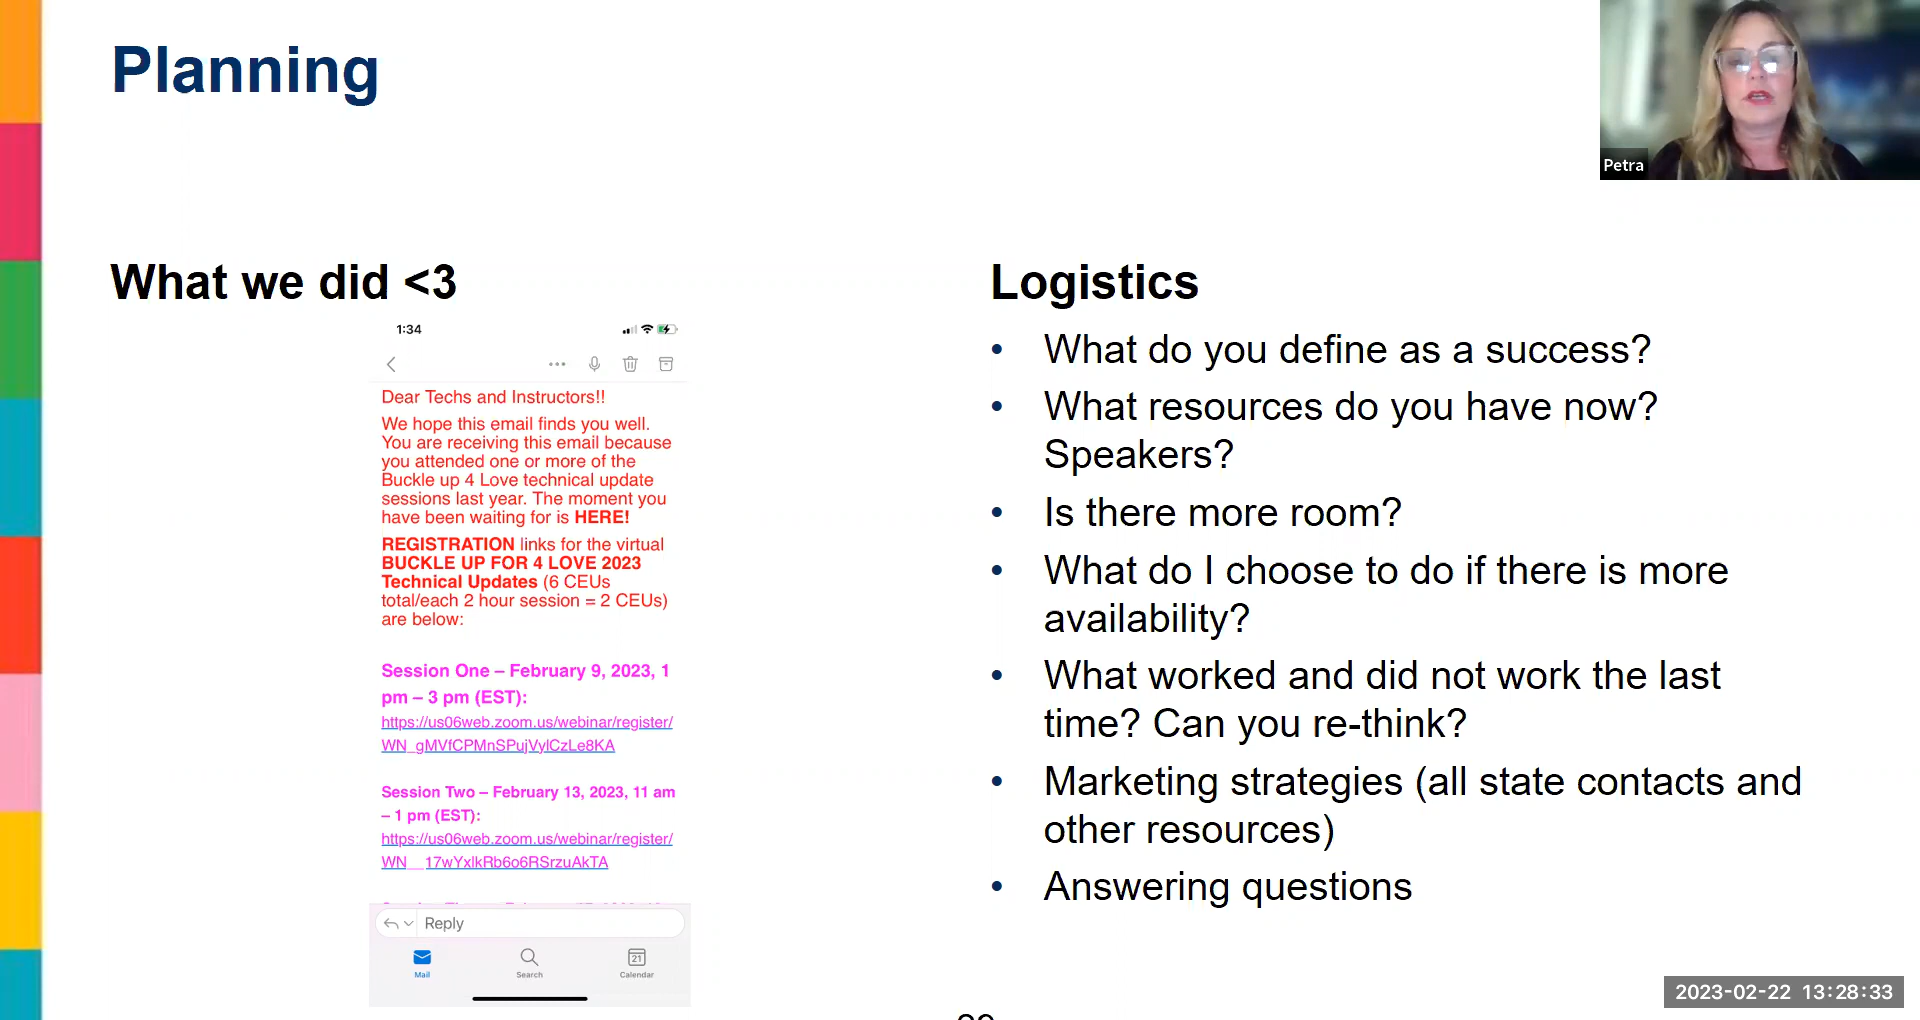 Planning
Petra
What we did <3
1:34
Dear Techs and Instructors!!
We hope this email finds you well.
You are receiving this email because
you attended one or more of the
Buckle up 4 Love technical update
sessions last year. The moment you
have been waiting for is HERE!
REGISTRATION links for the virtual
BUCKLE UP FOR 4 LOVE 2023
Technical Updates (6 CEUs
total/each 2 hour session = 2 CEUs)
are below:
Session One – February 9, 2023, 1
pm – 3 pm (EST):
https://us06web.zoom.us/webinar/register/
WN_gMVfCPMnSPujVylCzLe8KA
Session Two – February 13, 2023, 11 am
– 1 pm (EST):
https://us06web.zoom.us/webinar/register/
WN__17wYxlkRb6o6RSrzuAkTA
Reply
Mail
Search
21
Calendar
Logistics
• What do you define as a success?
• What resources do you have now?
Speakers?
• Is there more room?
• What do I choose to do if there is more
availability?
• What worked and did not work the last
time? Can you re-think?
• Marketing strategies (all state contacts and
other resources)
• Answering questions
2023-02-22 13:28:33